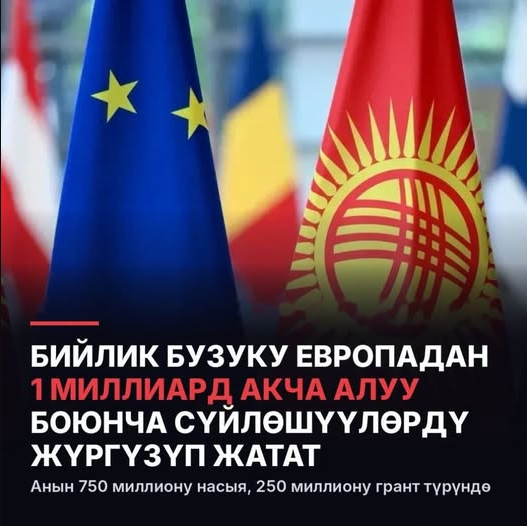 БИЙЛИК БУЗУКУ ЕВРОПАДАН
1 МИЛЛИАРД АКЧА АЛУУ
БОЮНЧА СҮЙЛӨШҮҮЛӨРДҮ
ЖҮРГҮЗҮП ЖАТАТ
Анын 750 миллиону насыя, 250 миллиону грант түрүндө